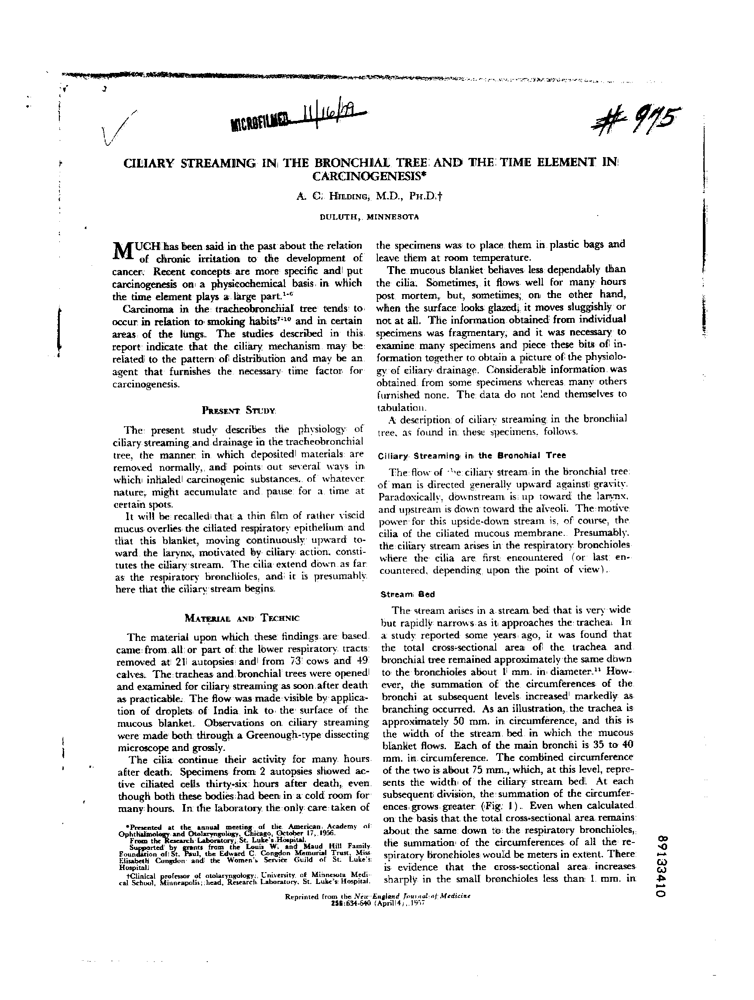 MICROFILMED 11/16/79
# 975
CILIARY STREAMING IN THE BRONCHIAL TREE AND THE TIME ELEMENT IN
CARCINOGENESIS*
A. C. HILDING, M.D., PH.D.†
DULUTH, MINNESOTA
MUCH has been said in the past about the relation
of chronic irritation to the development of
cancer. Recent concepts are more specific and put
carcinogenesis on a physicochemical basis in which
the time element plays a large part.1-6
Carcinoma in the tracheobronchial tree tends to
occur in relation to smoking habits7-10 and in certain
areas of the lungs. The studies described in this
report indicate that the ciliary mechanism may be
related to the pattern of distribution and may be an
agent that furnishes the necessary time factor for
carcinogenesis.
PRESENT STUDY
The present study describes the physiology of
ciliary streaming and drainage in the tracheobronchial
tree, the manner in which deposited materials are
removed normally, and points out several ways in
which inhaled carcinogenic substances, of whatever
nature, might accumulate and pause for a time at
certain spots.
It will be recalled that a thin film of rather viscid
mucus overlies the ciliated respiratory epithelium and
that this blanket, moving continuously upward to-
ward the larynx, motivated by ciliary action, consti-
tutes the ciliary stream. The cilia extend down as far
as the respiratory bronchioles, and it is presumably
here that the ciliary stream begins.
MATERIAL AND TECHNIC
The material upon which these findings are based
came from all or part of the lower respiratory tracts
removed at 21 autopsies and from 73 cows and 49
calves. The tracheas and bronchial trees were opened
and examined for ciliary streaming as soon after death
as practicable. The flow was made visible by applica-
tion of droplets of India ink to the surface of the
mucous blanket. Observations on ciliary streaming
were made both through a Greenough-type dissecting
microscope and grossly.
The cilia continue their activity for many hours
after death. Specimens from 2 autopsies showed ac-
tive ciliated cells thirty-six hours after death, even
though both these bodies had been in a cold room for
many hours. In the laboratory the only care taken of
*Presented at the annual meeting of the American Academy of
Ophthalmology and Otolaryngology, Chicago, October 17, 1956.
From the Research Laboratory, St. Luke's Hospital.
Supported by grants from the Louis W. and Maud Hill Family
Foundation of St. Paul, the Edward C. Congdon Memorial Trust, Miss
Elisabeth Congdon and the Women's Service Guild of St. Luke's
Hospital.
†Clinical professor of otolaryngology, University of Minnesota Medi-
cal School, Minneapolis; head, Research Laboratory, St. Luke's Hospital.
the specimens was to place them in plastic bags and
leave them at room temperature.
The mucous blanket behaves less dependably than
the cilia. Sometimes, it flows well for many hours
post mortem, but, sometimes, on the other hand,
when the surface looks glazed, it moves sluggishly or
not at all. The information obtained from individual
specimens was fragmentary, and it was necessary to
examine many specimens and piece these bits of in-
formation together to obtain a picture of the physiolo-
gy of ciliary drainage. Considerable information was
obtained from some specimens whereas many others
furnished none. The data do not lend themselves to
tabulation.
A description of ciliary streaming in the bronchial
tree, as found in these specimens, follows.
Ciliary Streaming in the Bronchial Tree
The flow of the ciliary stream in the bronchial tree
of man is directed generally upward against gravity.
Paradoxically, downstream is up toward the larynx,
and upstream is down toward the alveoli. The motive
power for this upside-down stream is, of course, the
cilia of the ciliated mucous membrane. Presumably,
the ciliary stream arises in the respiratory bronchioles
where the cilia are first encountered (or last en-
countered, depending upon the point of view).
Stream Bed
The stream arises in a stream bed that is very wide
but rapidly narrows as it approaches the trachea. In
a study reported some years ago, it was found that
the total cross-sectional area of the trachea and
bronchial tree remained approximately the same down
to the bronchioles about 1 mm. in diameter.11 How-
ever, the summation of the circumferences of the
bronchi at subsequent levels increased markedly as
branching occurred. As an illustration, the trachea is
approximately 50 mm. in circumference, and this is
the width of the stream bed in which the mucous
blanket flows. Each of the main bronchi is 35 to 40
mm. in circumference. The combined circumference
of the two is about 75 mm., which, at this level, repre-
sents the width of the ciliary stream bed. At each
subsequent division, the summation of the circumfer-
ences grows greater (Fig. 1). Even when calculated
on the basis that the total cross-sectional area remains
about the same down to the respiratory bronchioles,
the summation of the circumferences of all the re-
spiratory bronchioles would be meters in extent. There
is evidence that the cross-sectional area increases
sharply in the small bronchioles less than 1 mm. in
Reprinted from the New England Journal of Medicine
256:634-640 (April 4), 1957
89133410